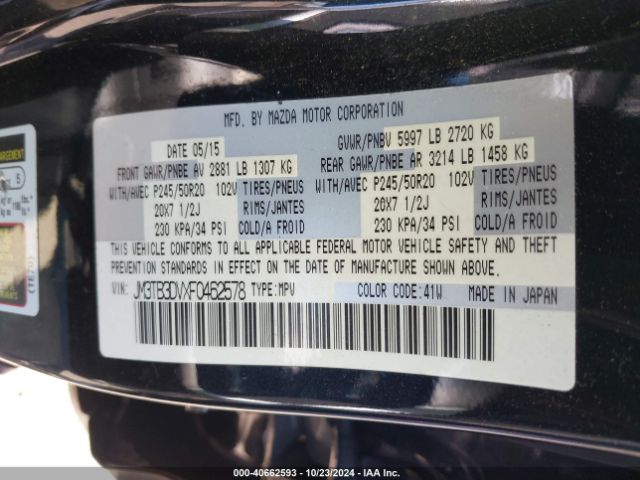 MFD. BY MAZDA MOTOR CORPORATION
DATE 05/15
GVWR/PNBV 5997 LB 2720 KG
FRONT GAWR/PNBE AV 2881 LB 1307 KG
REAR GAWR/PNBE AR 3214 LB 1458 KG
WITH/AVEC P245/50R20 102V TIRES/PNEUS
WITH/AVEC P245/50R20 102V TIRES/PNEUS
20X7 1/2J RIMS/JANTES
20X7 1/2J RIMS/JANTES
230 KPA/34 PSI COLD/A FROID
230 KPA/34 PSI COLD/A FROID
THIS VEHICLE CONFORMS TO ALL APPLICABLE FEDERAL MOTOR VEHICLE SAFETY AND THEFT
PREVENTION STANDARDS IN EFFECT ON THE DATE OF MANUFACTURE SHOWN ABOVE.
VIN: JM3TB3DVXF0462578 TYPE:MPV COLOR CODE:41W MADE IN JAPAN
(TE70)
000-40662593 - 10/23/2024 - IAA Inc.